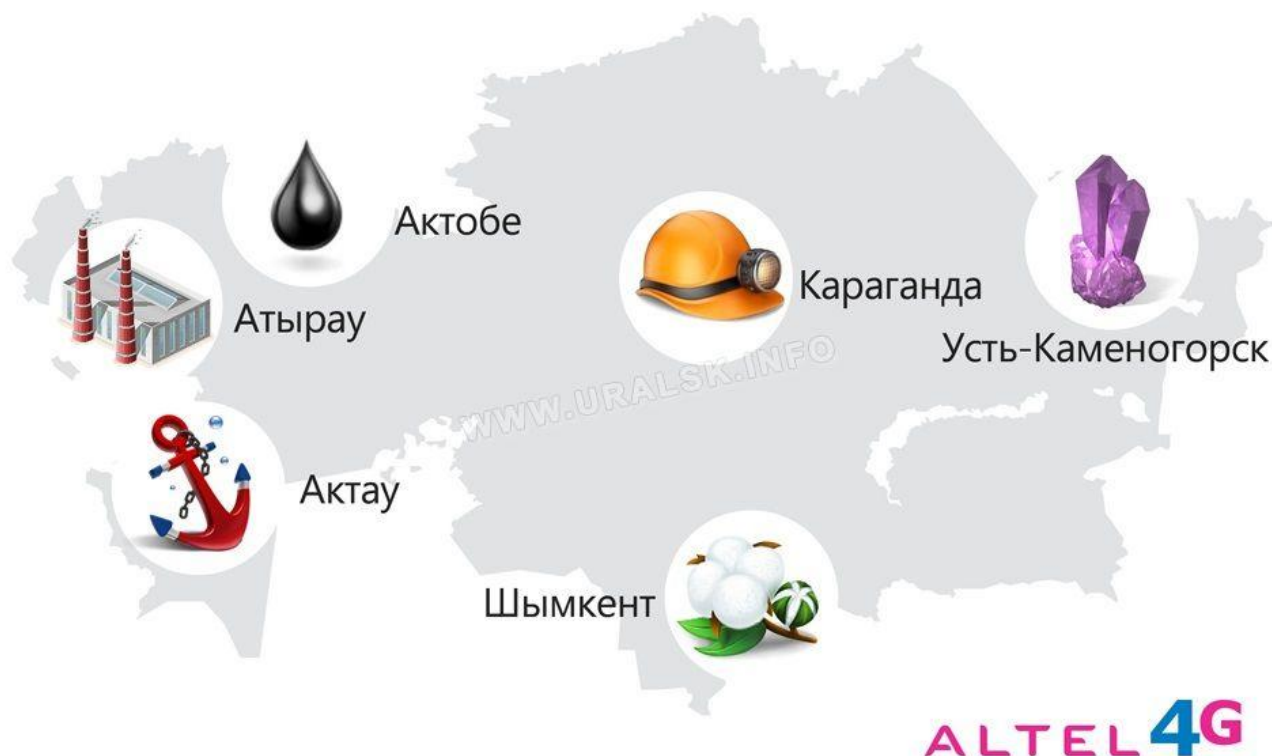 Актобе
Атырау
Караганда
Усть-Каменогорск
WWW.URALSK.INFO
Актау
Шымкент
ALTEL 4G